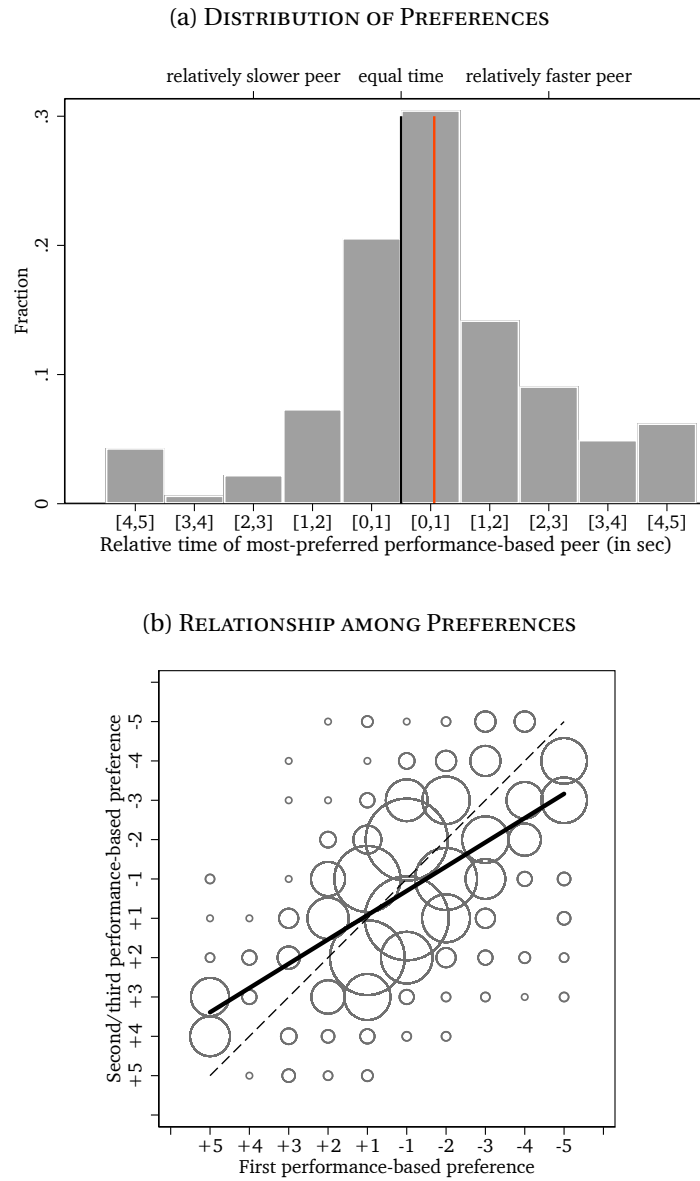 (a) Distribution of Preferences
relatively slower peer equal time relatively faster peer
.3
.2
.1
0
Fraction
[4,5] [3,4] [2,3] [1,2] [0,1] [0,1] [1,2] [2,3] [3,4] [4,5]
Relative time of most-preferred performance-based peer (in sec)
(b) Relationship among Preferences
-5
-4
-3
-2
-1
+1
+2
+3
+4
+5
Second/third performance-based preference
+5 +4 +3 +2 +1 -1 -2 -3 -4 -5
First performance-based preference